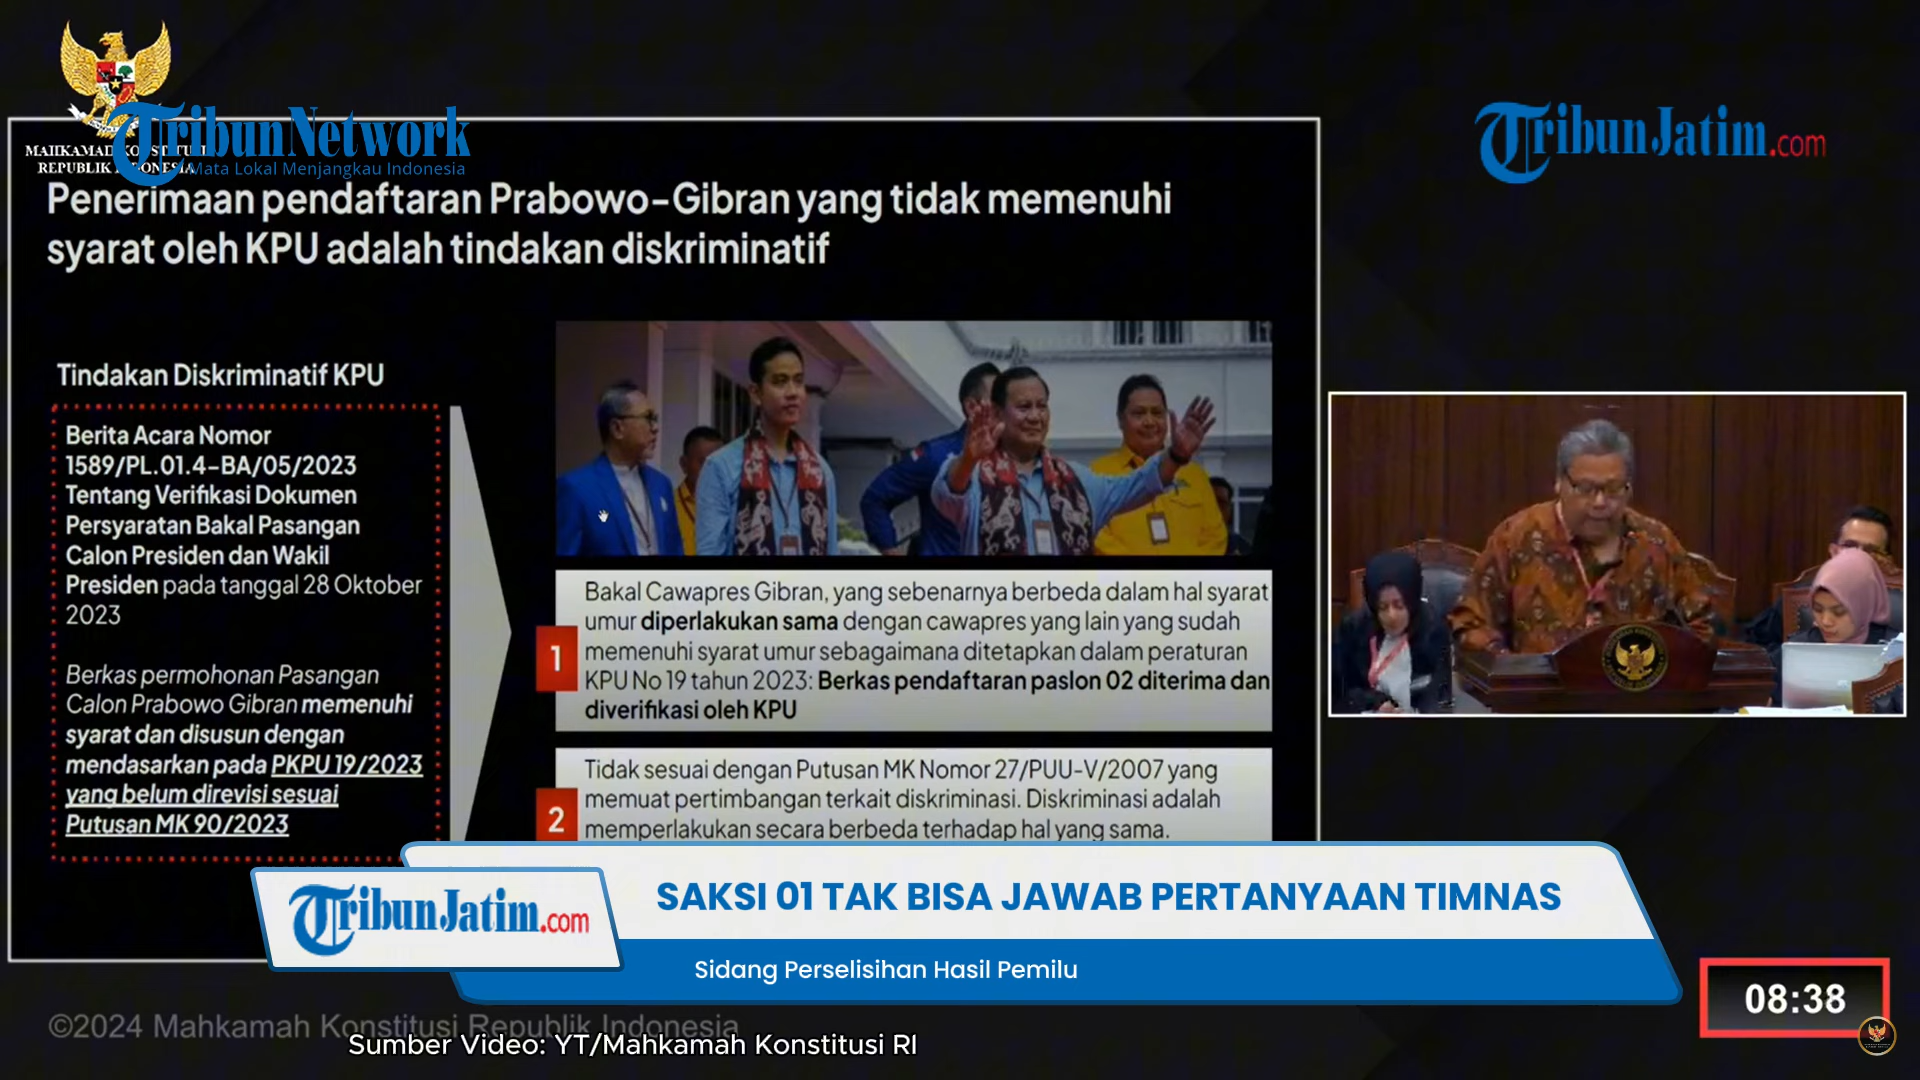 MAHKAMAH KONSTITUSI
REPUBLIK INDONESIA
TribunNetwork
Mata Lokal Menjangkau Indonesia
TribunJatim.com
Penerimaan pendaftaran Prabowo-Gibran yang tidak memenuhi
syarat oleh KPU adalah tindakan diskriminatif
Tindakan Diskriminatif KPU
Berita Acara Nomor
1589/PL.01.4-BA/05/2023
Tentang Verifikasi Dokumen
Persyaratan Bakal Pasangan
Calon Presiden dan Wakil
Presiden pada tanggal 28 Oktober
2023
Berkas permohonan Pasangan
Calon Prabowo Gibran memenuhi
syarat dan disusun dengan
mendasarkan pada PKPU 19/2023
yang belum direvisi sesuai
Putusan MK 90/2023
1
Bakal Cawapres Gibran, yang sebenarnya berbeda dalam hal syarat
umur diperlakukan sama dengan cawapres yang lain yang sudah
memenuhi syarat umur sebagaimana ditetapkan dalam peraturan
KPU No 19 tahun 2023: Berkas pendaftaran paslon 02 diterima dan
diverifikasi oleh KPU
2
Tidak sesuai dengan Putusan MK Nomor 27/PUU-V/2007 yang
memuat pertimbangan terkait diskriminasi. Diskriminasi adalah
memperlakukan secara berbeda terhadap hal yang sama.
TribunJatim.com
SAKSI 01 TAK BISA JAWAB PERTANYAAN TIMNAS
Sidang Perselisihan Hasil Pemilu
08:38
©2024 Mahkamah Konstitusi Republik Indonesia
Sumber Video: YT/Mahkamah Konstitusi RI